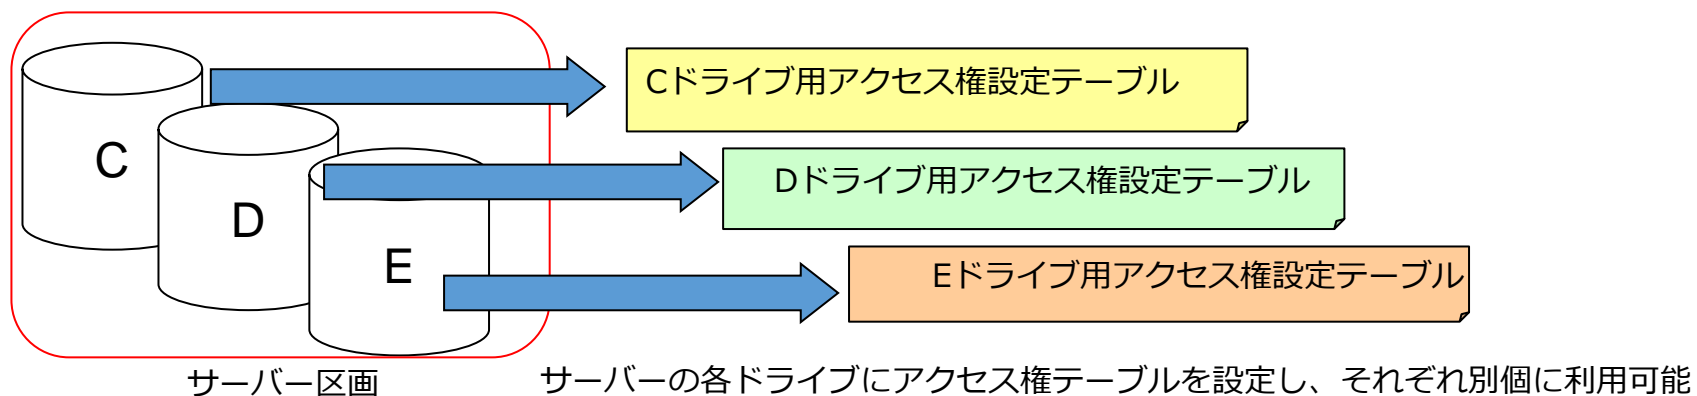 C
D
E
Cドライブ用アクセス権設定テーブル
Dドライブ用アクセス権設定テーブル
Eドライブ用アクセス権設定テーブル
サーバー区画
サーバーの各ドライブにアクセス権テーブルを設定し、それぞれ別個に利用可能